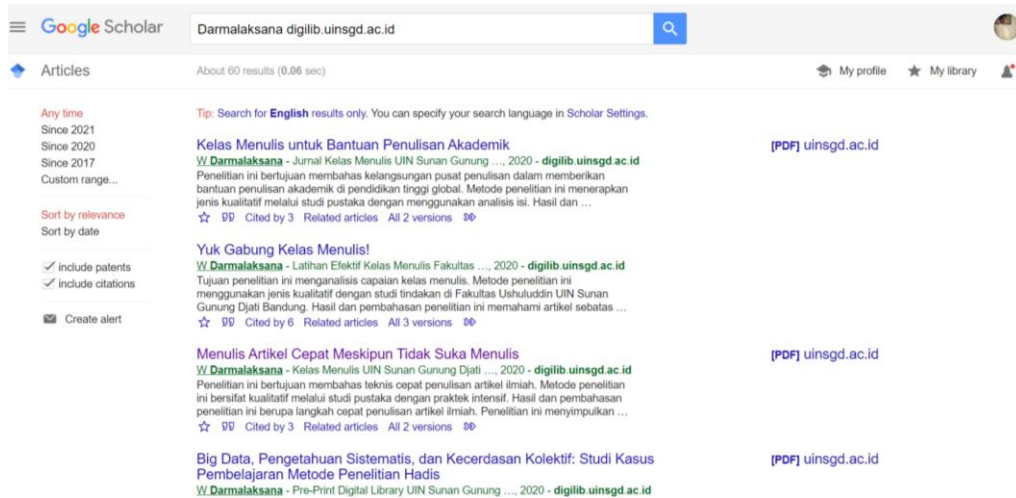 Google Scholar
Darmalaksana digilib.uinsgd.ac.id
Articles
About 60 results (0.06 sec)
My profile
My library
Any time
Since 2021
Since 2020
Since 2017
Custom range...
Sort by relevance
Sort by date
include patents
include citations
Create alert
Tip: Search for English results only. You can specify your search language in Scholar Settings.
Kelas Menulis untuk Bantuan Penulisan Akademik
[PDF] uinsgd.ac.id
W Darmalaksana - Jurnal Kelas Menulis UIN Sunan Gunung ..., 2020 - digilib.uinsgd.ac.id
Penelitian ini bertujuan membahas kelangsungan pusat penulisan dalam memberikan
bantuan penulisan akademik di pendidikan tinggi global. Metode penelitian ini menerapkan
jenis kualitatif melalui studi pustaka dengan menggunakan analisis isi. Hasil dan ...
Cited by 3 Related articles All 2 versions
Yuk Gabung Kelas Menulis!
W Darmalaksana - Latihan Efektif Kelas Menulis Fakultas ..., 2020 - digilib.uinsgd.ac.id
Tujuan penelitian ini menganalisis capaian kelas menulis. Metode penelitian ini
menggunakan jenis kualitatif dengan studi tindakan di Fakultas Ushuluddin UIN Sunan
Gunung Djati Bandung. Hasil dan pembahasan penelitian ini memahami artikel sebatas ...
Cited by 6 Related articles All 3 versions
Menulis Artikel Cepat Meskipun Tidak Suka Menulis
[PDF] uinsgd.ac.id
W Darmalaksana - Kelas Menulis UIN Sunan Gunung Djati ..., 2020 - digilib.uinsgd.ac.id
Penelitian ini bertujuan membahas teknis cepat penulisan artikel ilmiah. Metode penelitian
ini bersifat kualitatif melalui studi pustaka dengan praktek intensif. Hasil dan pembahasan
penelitian ini berupa langkah cepat penulisan artikel ilmiah. Penelitian ini menyimpulkan ...
Cited by 3 Related articles All 2 versions
Big Data, Pengetahuan Sistematis, dan Kecerdasan Kolektif: Studi Kasus
Pembelajaran Metode Penelitian Hadis
[PDF] uinsgd.ac.id
W Darmalaksana - Pre-Print Digital Library UIN Sunan Gunung ..., 2020 - digilib.uinsgd.ac.id